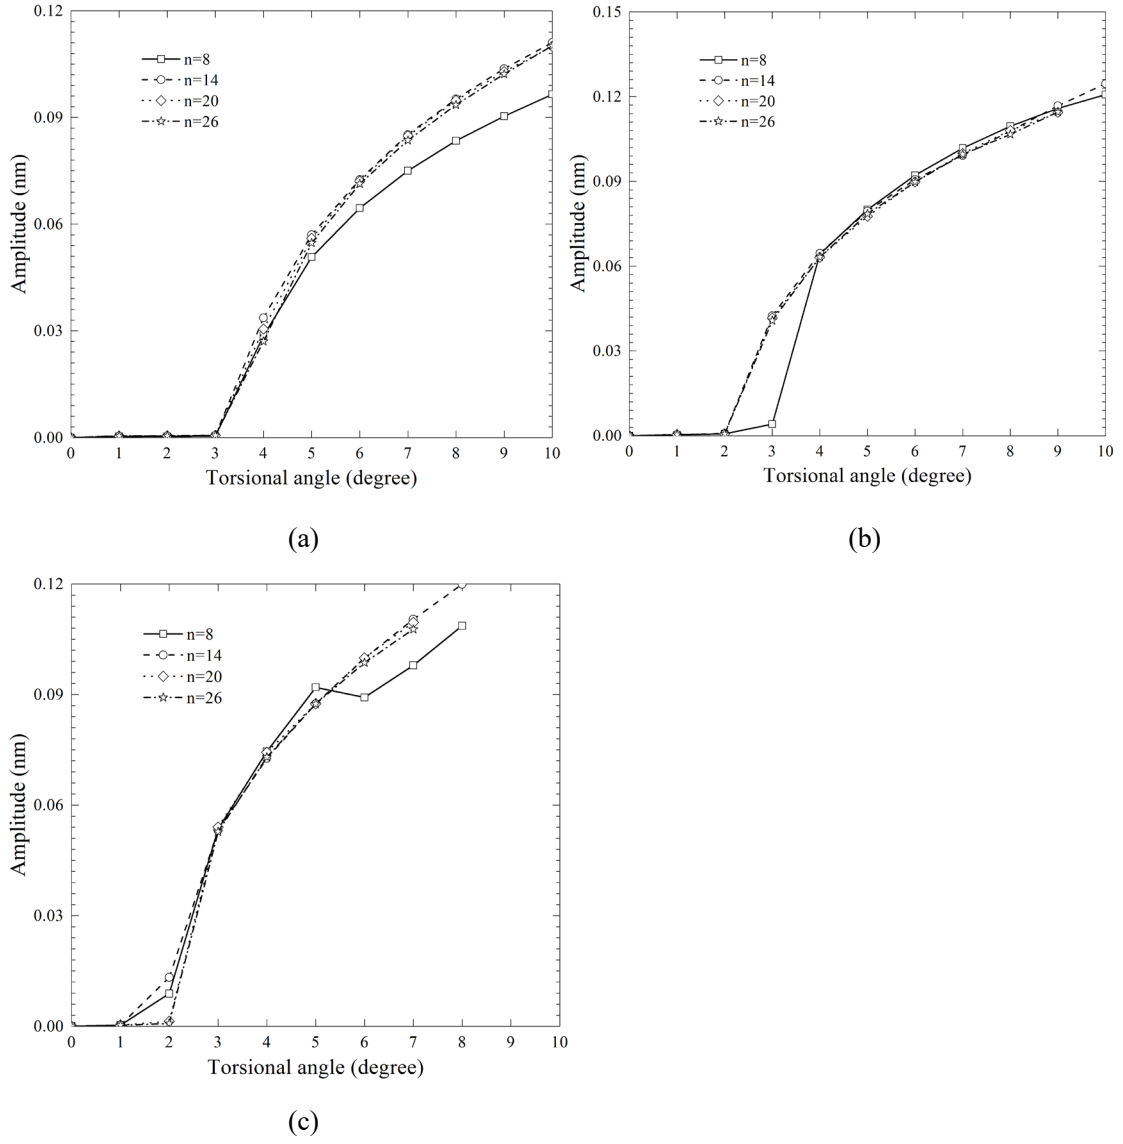 0.12
0.09
0.06
0.03
0.00
Amplitude (nm)
n=8
n=14
n=20
n=26
0 1 2 3 4 5 6 7 8 9 10
Torsional angle (degree)
(a)
0.15
0.12
0.09
0.06
0.03
0.00
Amplitude (nm)
n=8
n=14
n=20
n=26
0 1 2 3 4 5 6 7 8 9 10
Torsional angle (degree)
(b)
0.12
0.09
0.06
0.03
0.00
Amplitude (nm)
n=8
n=14
n=20
n=26
0 1 2 3 4 5 6 7 8 9 10
Torsional angle (degree)
(c)